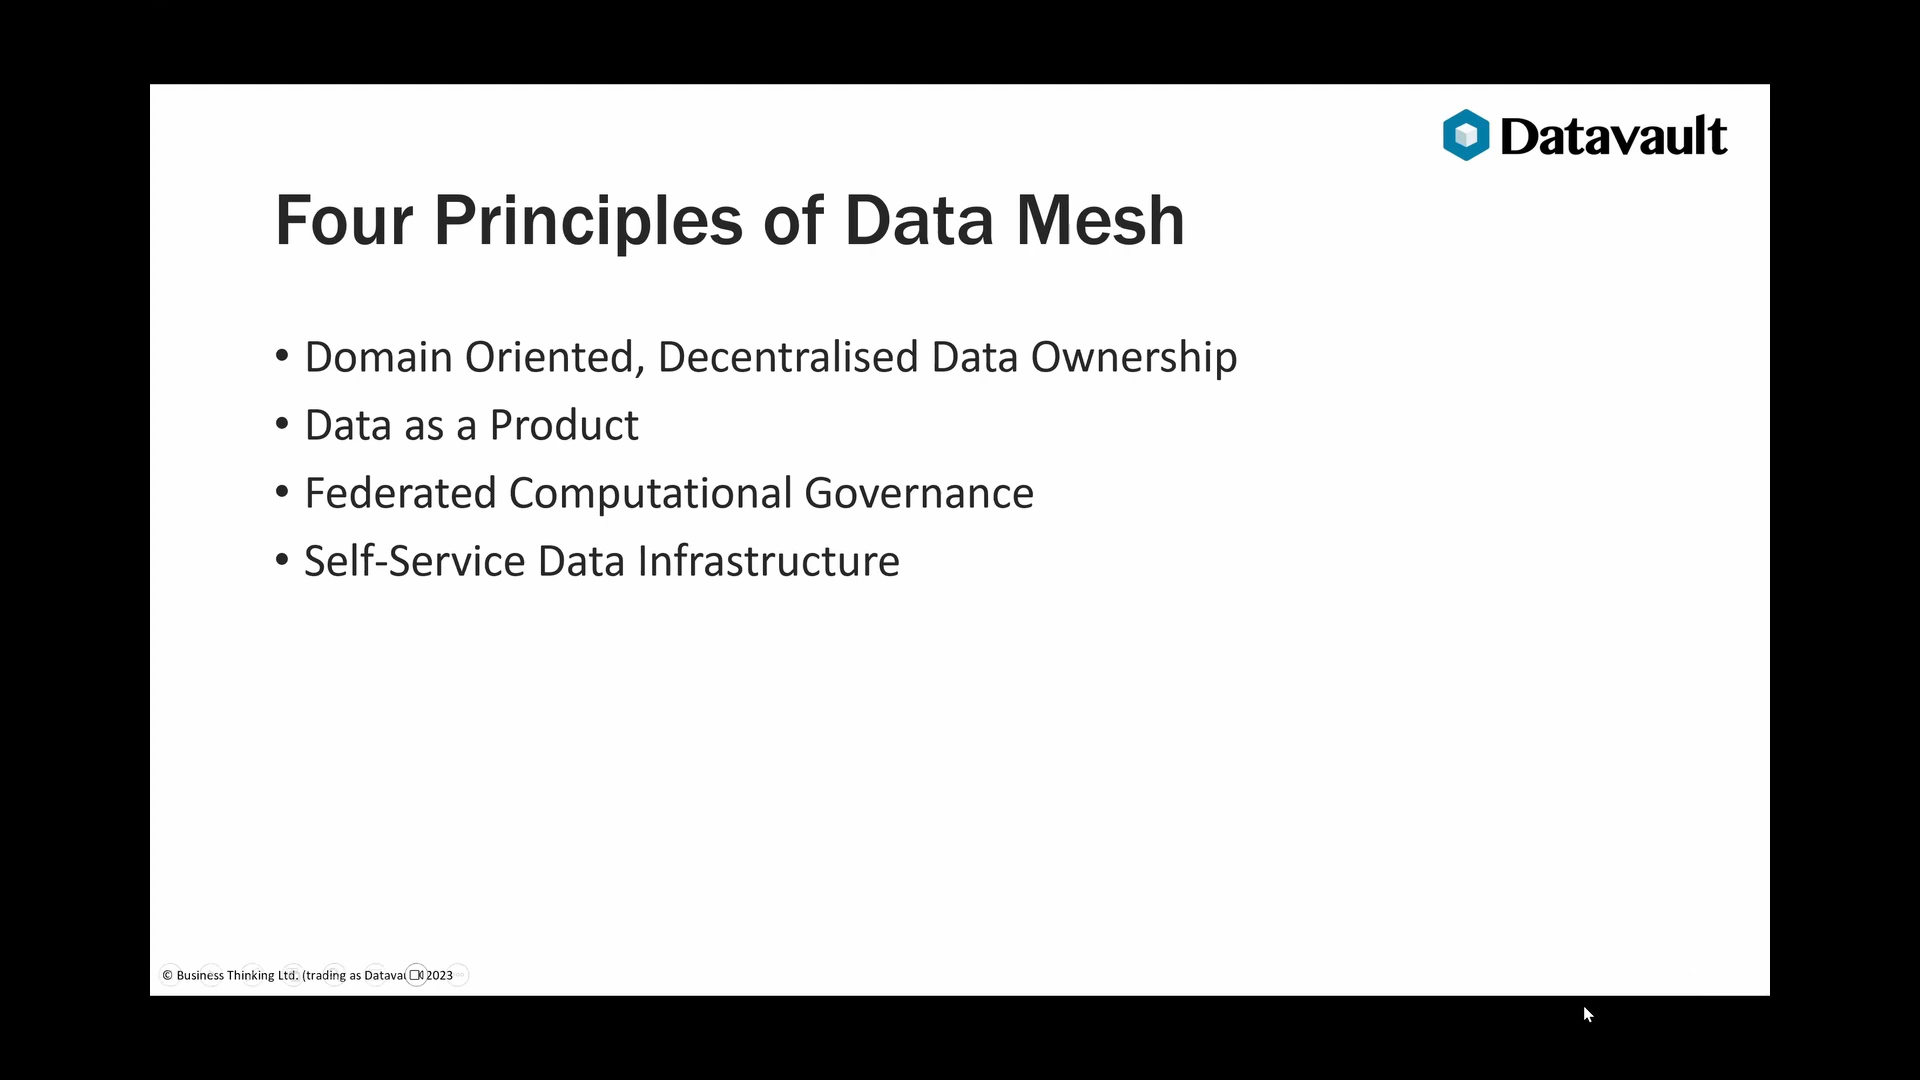 Datavault
Four Principles of Data Mesh
• Domain Oriented, Decentralised Data Ownership
• Data as a Product
• Federated Computational Governance
• Self-Service Data Infrastructure
© Business Thinking Ltd. (trading as 2023